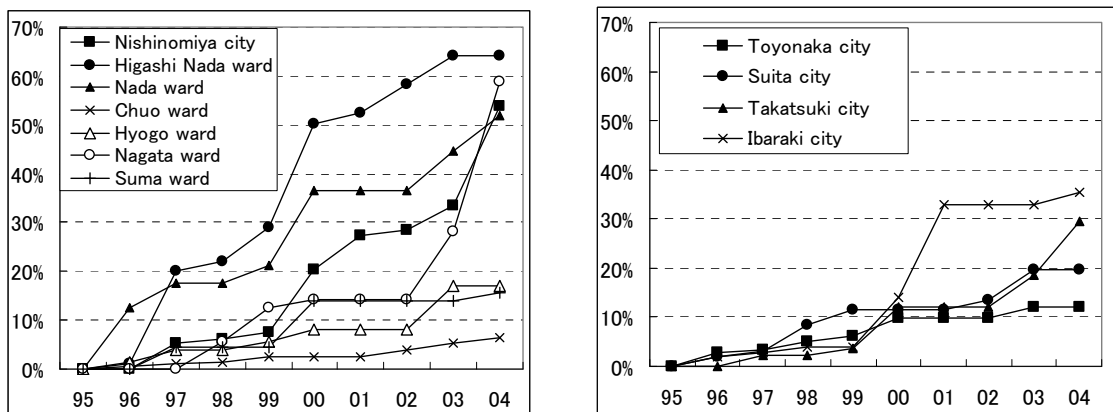 70%
60%
50%
40%
30%
20%
10%
0%
Nishinomiya city
Higashi Nada ward
Nada ward
Chuo ward
Hyogo ward
Nagata ward
Suma ward
95 96 97 98 99 00 01 02 03 04
70%
60%
50%
40%
30%
20%
10%
0%
Toyonaka city
Suita city
Takatsuki city
Ibaraki city
95 96 97 98 99 00 01 02 03 04